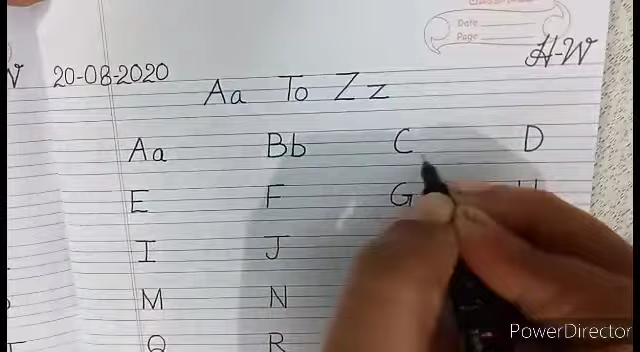 Date
Page
H-W
20-08-2020
Aa To Zz
Aa Bb C D
E F G
I J
M N
Q R
PowerDirector